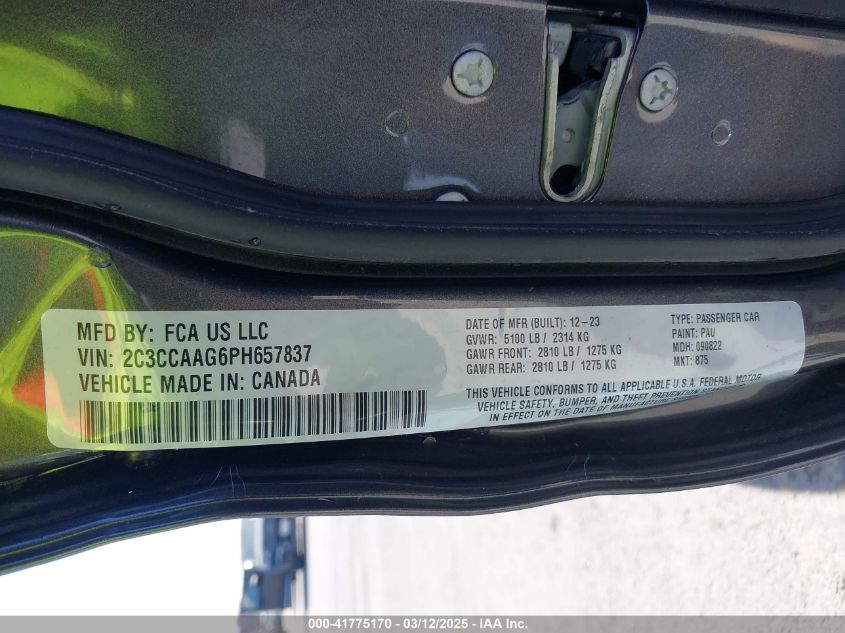 MFD BY: FCA US LLC
VIN: 2C3CCAAG6PH657837
VEHICLE MADE IN: CANADA
DATE OF MFR (BUILT): 12-23
GVWR: 5100 LB / 2314 KG
GAWR FRONT: 2810 LB / 1275 KG
GAWR REAR: 2810 LB / 1275 KG
TYPE: PASSENGER CAR
PAINT: PAU
MDH: 090822
MKT: 875
THIS VEHICLE CONFORMS TO ALL APPLICABLE U.S.A. FEDERAL MOTOR
VEHICLE SAFETY, BUMPER, AND THEFT PREVENTION STANDARDS
IN EFFECT ON THE DATE OF MANUFACTURE SHOWN
000-41775170 - 03/12/2025 - IAA Inc.